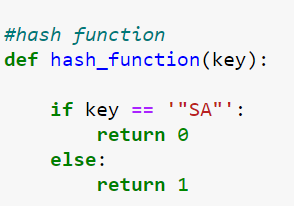 #hash function
def hash_function(key):
    if key == '"SA"':
        return 0
    else:
        return 1